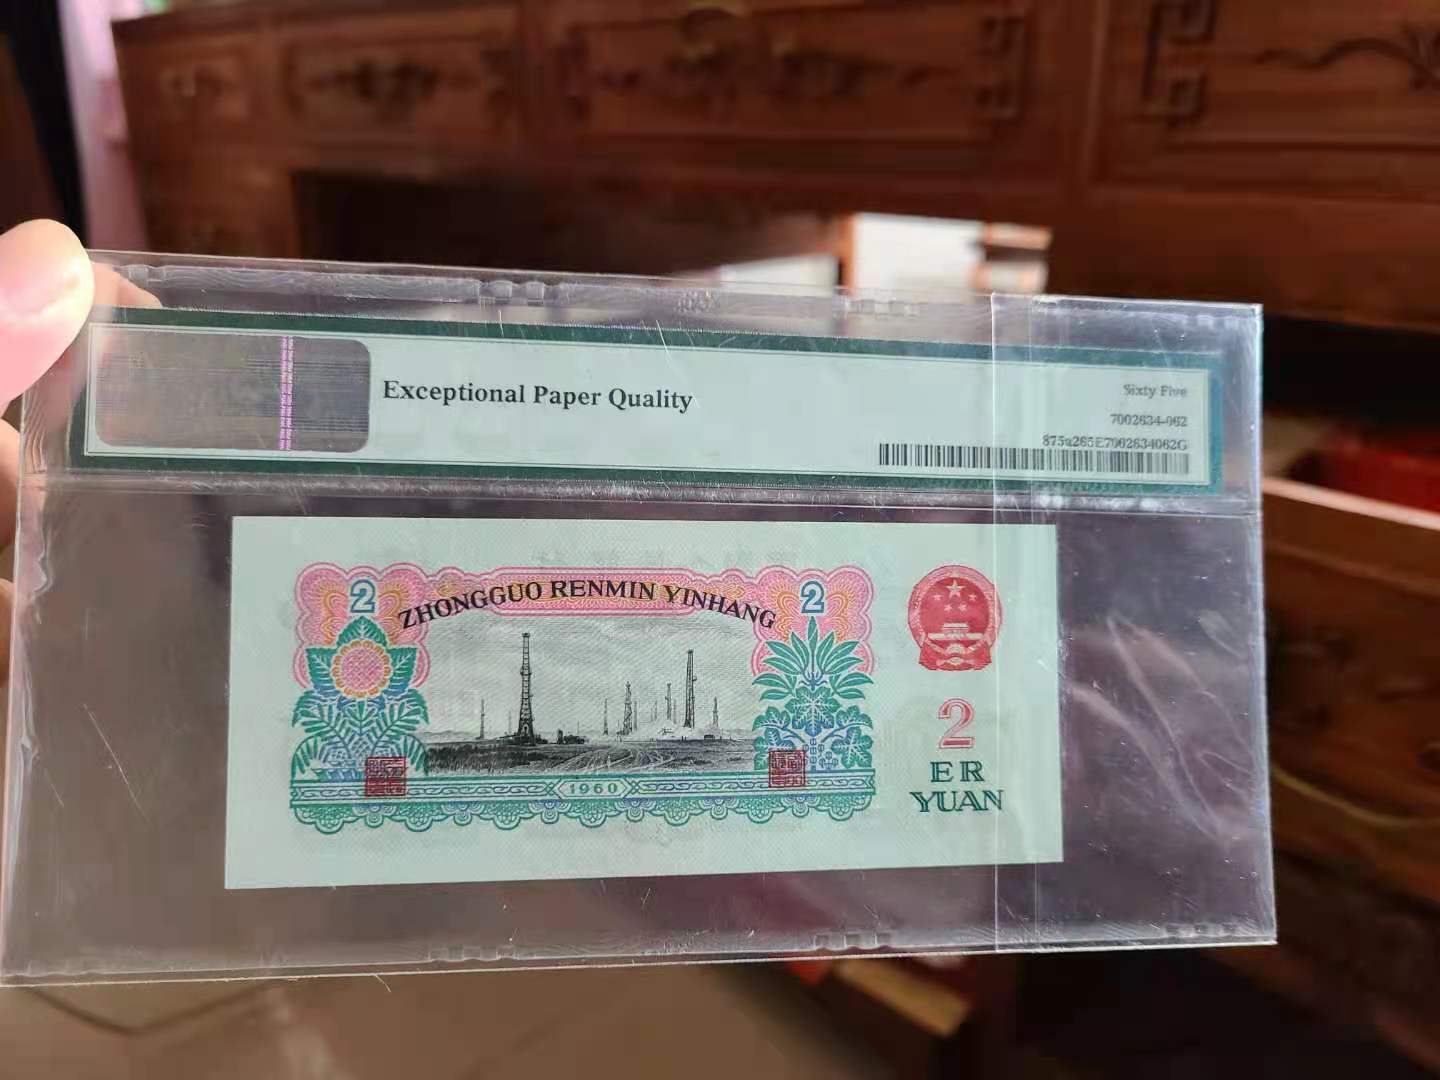 Exceptional Paper Quality
Sixty Five
7002634-062
875a265E7002634062G
2
ZHONGGUO RENMIN YINHANG
2
2
ER
YUAN
1960